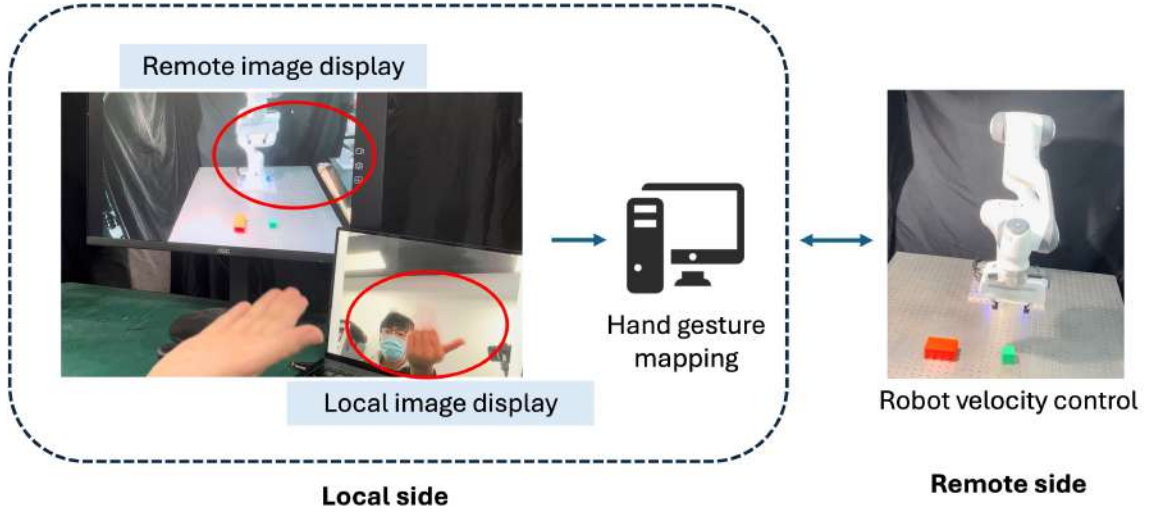 Remote image display
Local image display
Hand gesture
mapping
Robot velocity control
Local side
Remote side